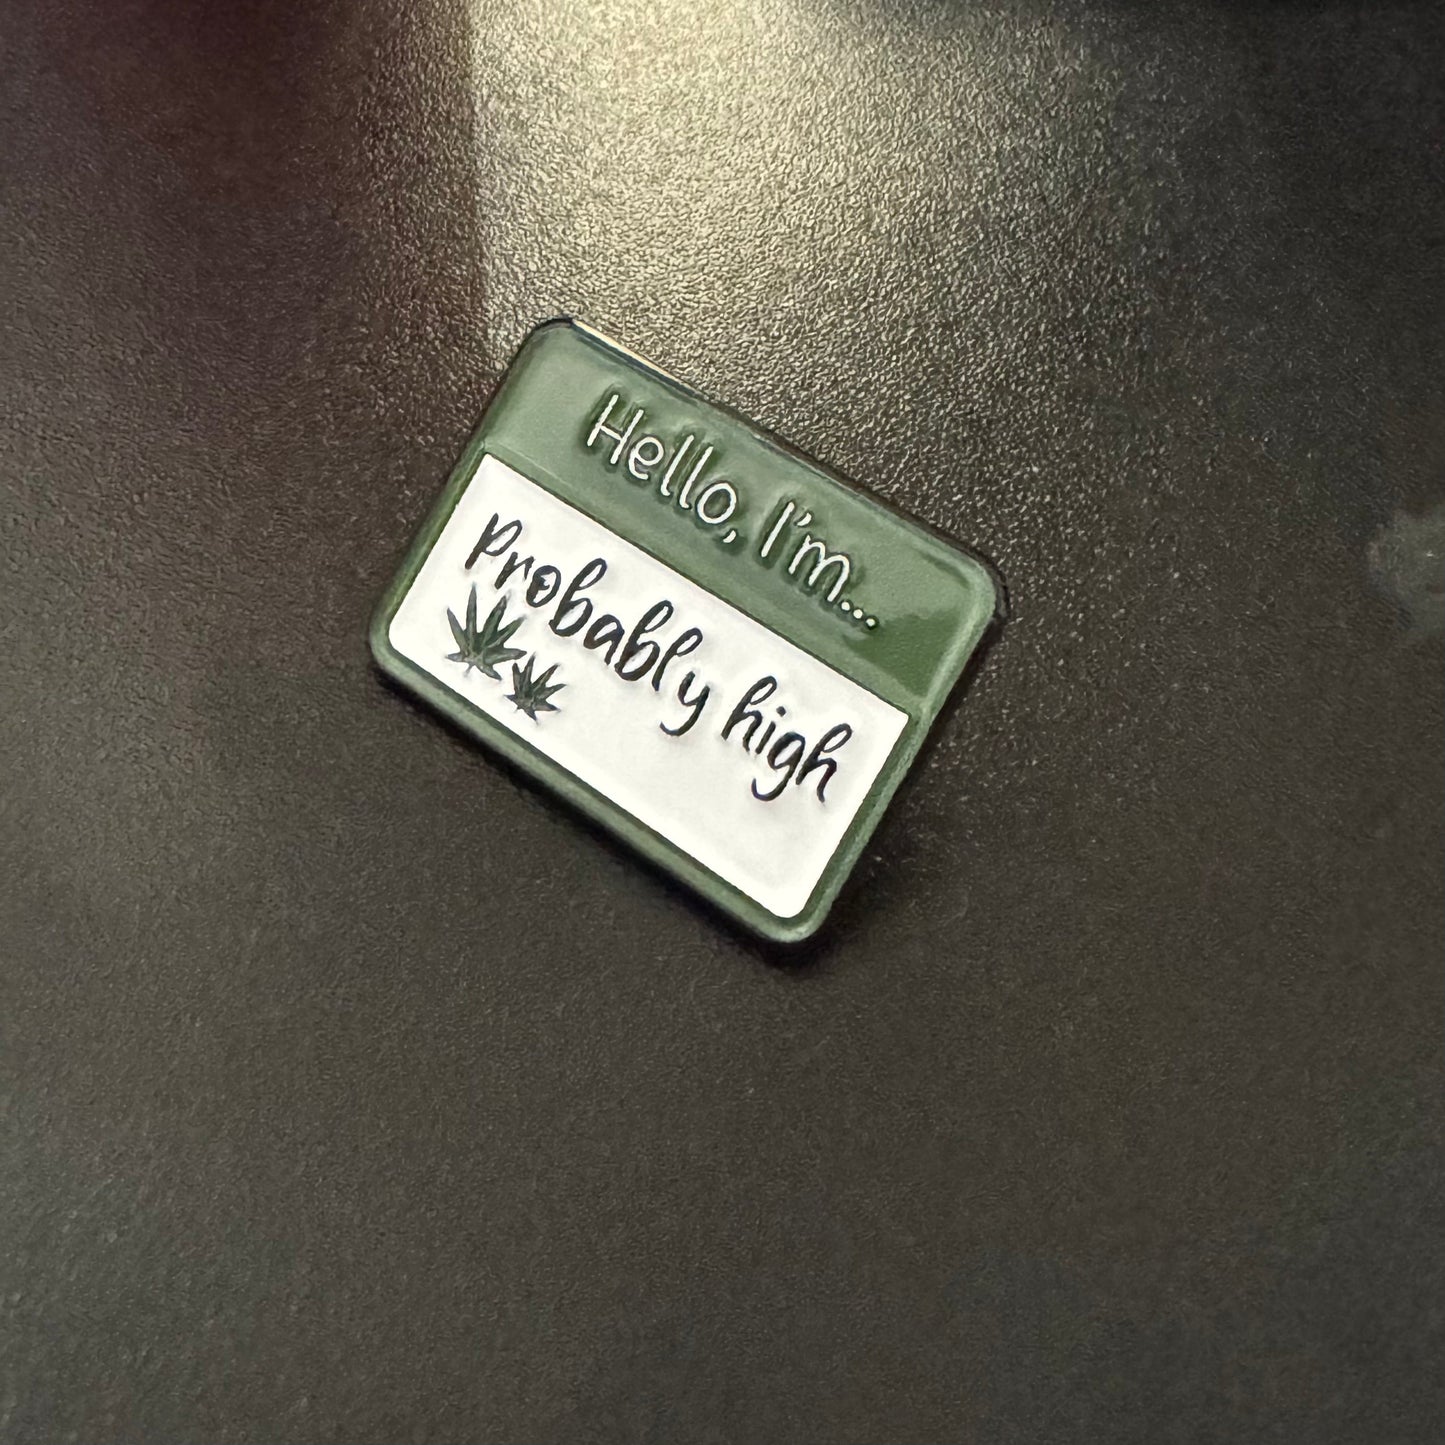 Hello, I'm...
Probably high